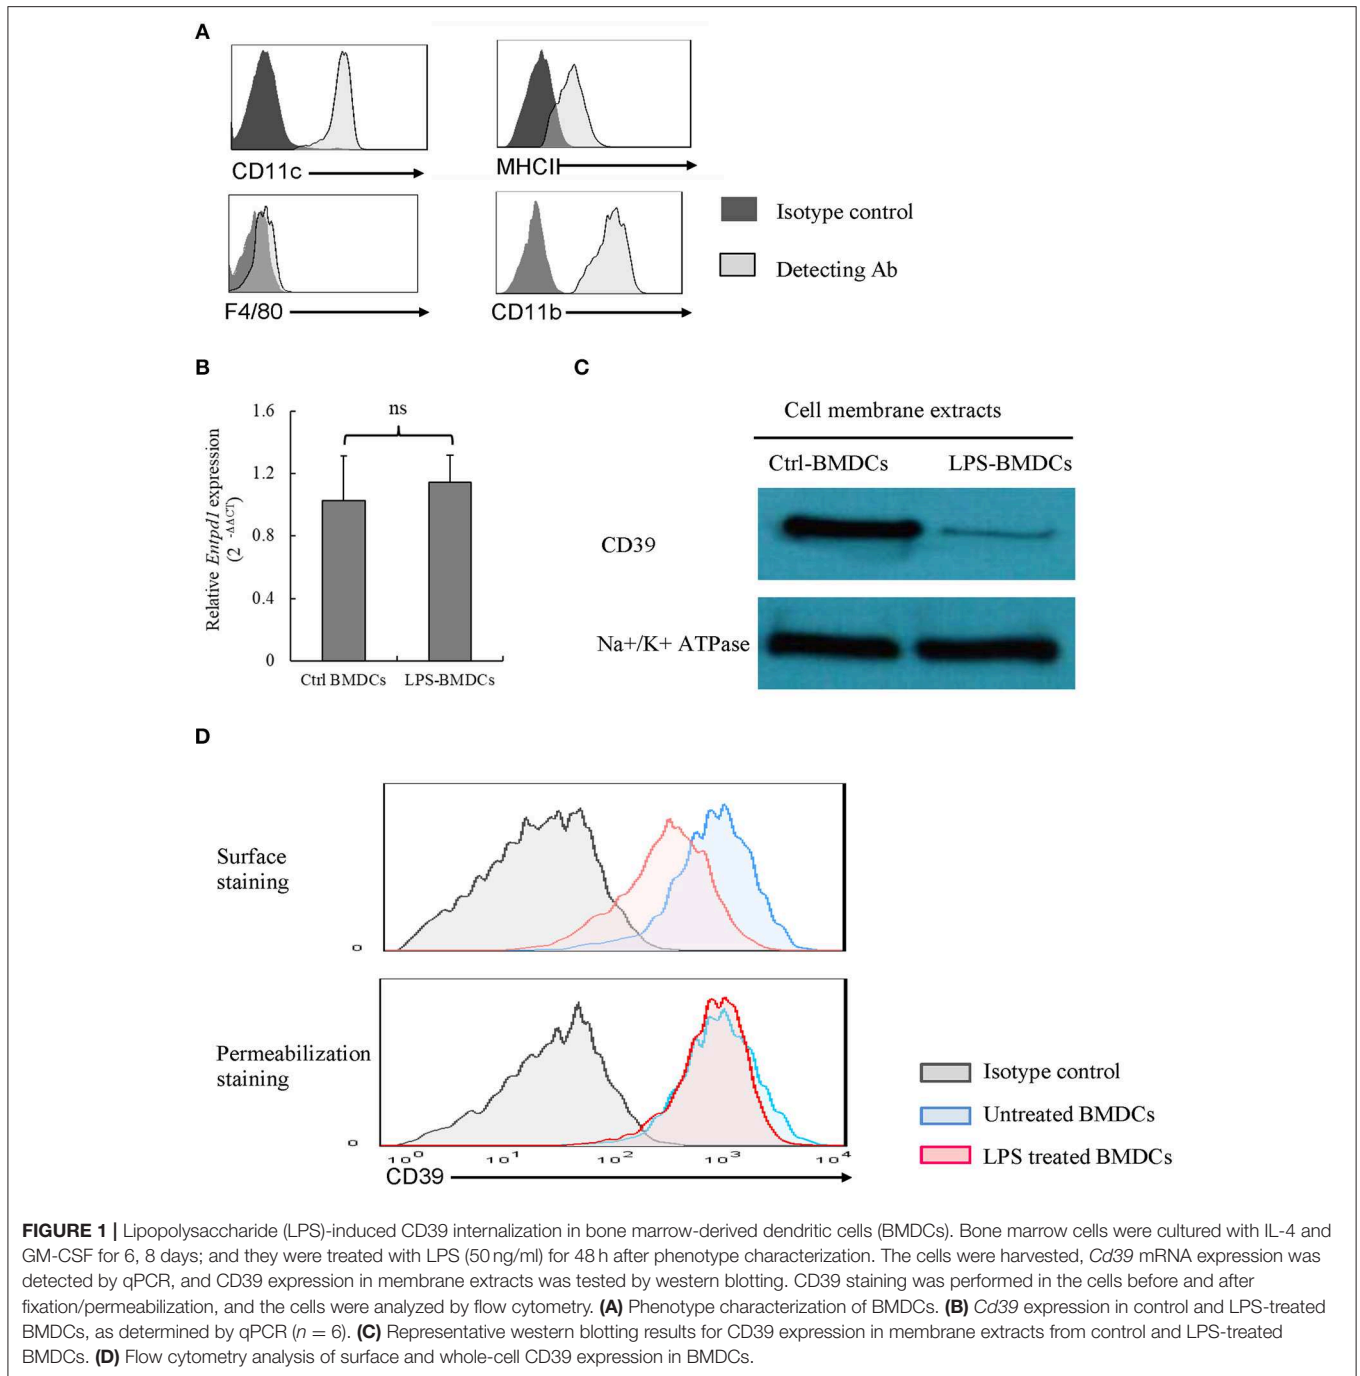 A
CD11c
MHCII
F4/80
CD11b
Isotype control
Detecting Ab
B
Relative Entpd1 expression
(2 -ΔΔCT)
1.6
1.2
0.8
0.4
0
ns
Ctrl BMDCs
LPS-BMDCs
C
Cell membrane extracts
Ctrl-BMDCs
LPS-BMDCs
CD39
Na+/K+ ATPase
D
Surface
staining
0
Permeabilization
staining
0
10^0 10^1 10^2 10^3 10^4
CD39
Isotype control
Untreated BMDCs
LPS treated BMDCs
FIGURE 1 | Lipopolysaccharide (LPS)-induced CD39 internalization in bone marrow-derived dendritic cells (BMDCs). Bone marrow cells were cultured with IL-4 and
GM-CSF for 6, 8 days; and they were treated with LPS (50 ng/ml) for 48 h after phenotype characterization. The cells were harvested, Cd39 mRNA expression was
detected by qPCR, and CD39 expression in membrane extracts was tested by western blotting. CD39 staining was performed in the cells before and after
fixation/permeabilization, and the cells were analyzed by flow cytometry. (A) Phenotype characterization of BMDCs. (B) Cd39 expression in control and LPS-treated
BMDCs, as determined by qPCR (n = 6). (C) Representative western blotting results for CD39 expression in membrane extracts from control and LPS-treated
BMDCs. (D) Flow cytometry analysis of surface and whole-cell CD39 expression in BMDCs.